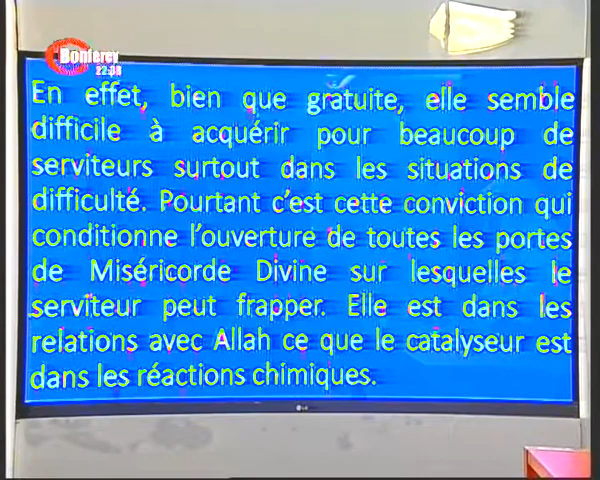 Bonferey
En effet, bien que gratuite, elle semble
difficile à acquérir pour beaucoup de
serviteurs surtout dans les situations de
difficulté. Pourtant c’est cette conviction qui
conditionne l’ouverture de toutes les portes
de Miséricorde Divine sur lesquelles le
serviteur peut frapper. Elle est dans les
relations avec Allah ce que le catalyseur est
dans les réactions chimiques.
LG